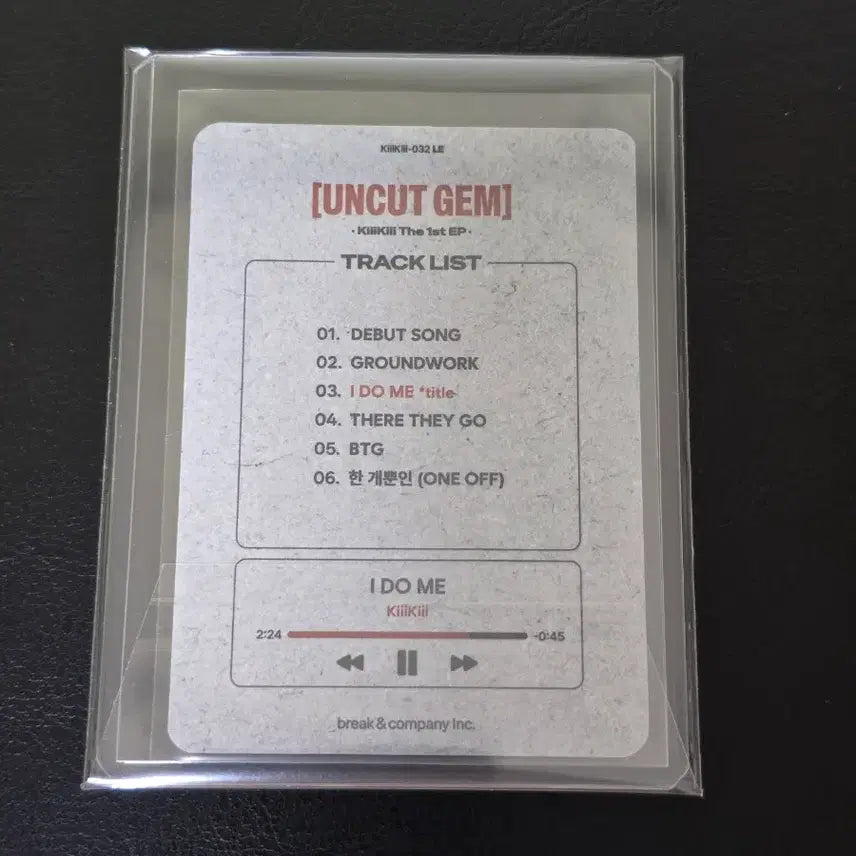 KiiiKiii-032 LE
[UNCUT GEM]
· KiiiKiii The 1st EP ·
TRACK LIST
01. DEBUT SONG
02. GROUNDWORK
03. I DO ME *title
04. THERE THEY GO
05. BTG
06. 한 개뿐인 (ONE OFF)
I DO ME
KiiiKiii
2:24 -0:45
break & company Inc.